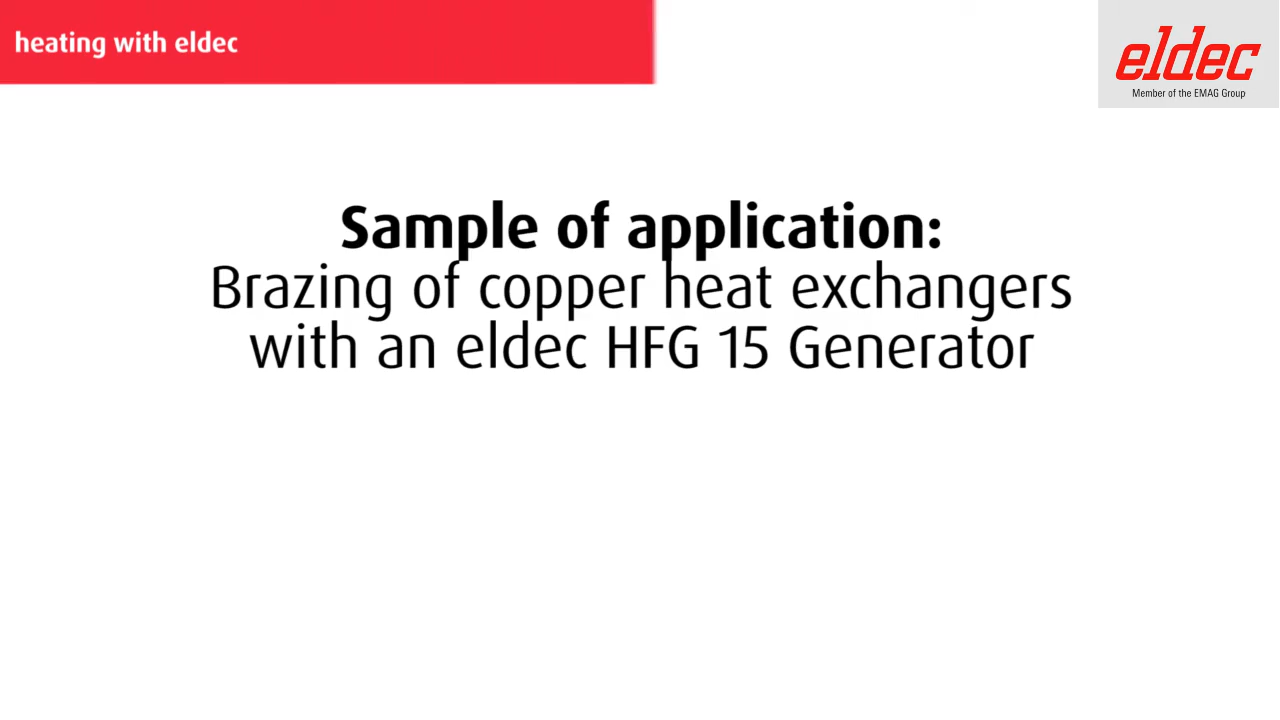 heating with eldec
eldec
Member of the EMAG Group
Sample of application:
Brazing of copper heat exchangers
with an eldec HFG 15 Generator